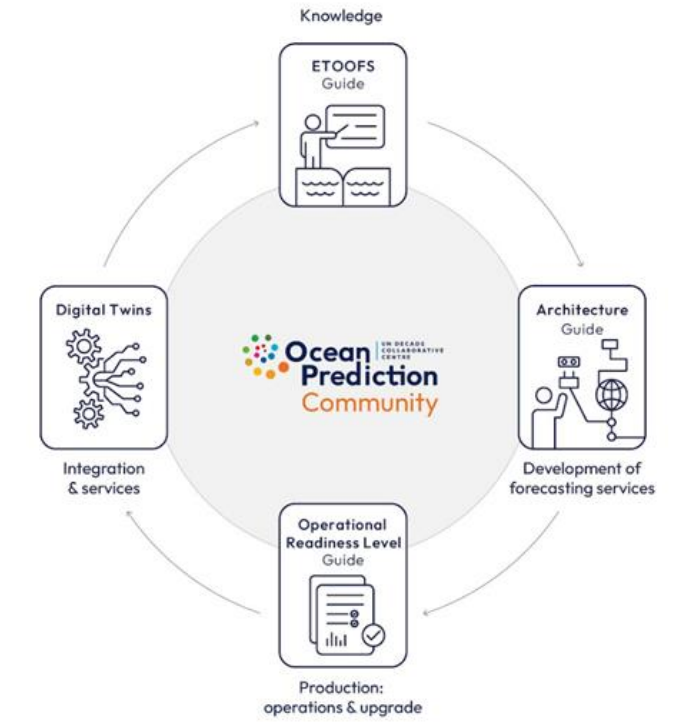 Knowledge
ETOOFS
Guide
Digital Twins
Architecture
Guide
Ocean
UN DECADE
COLLABORATIVE
CENTRE
Prediction
Community
Integration
& services
Development of
forecasting services
Operational
Readiness Level
Guide
Production:
operations & upgrade